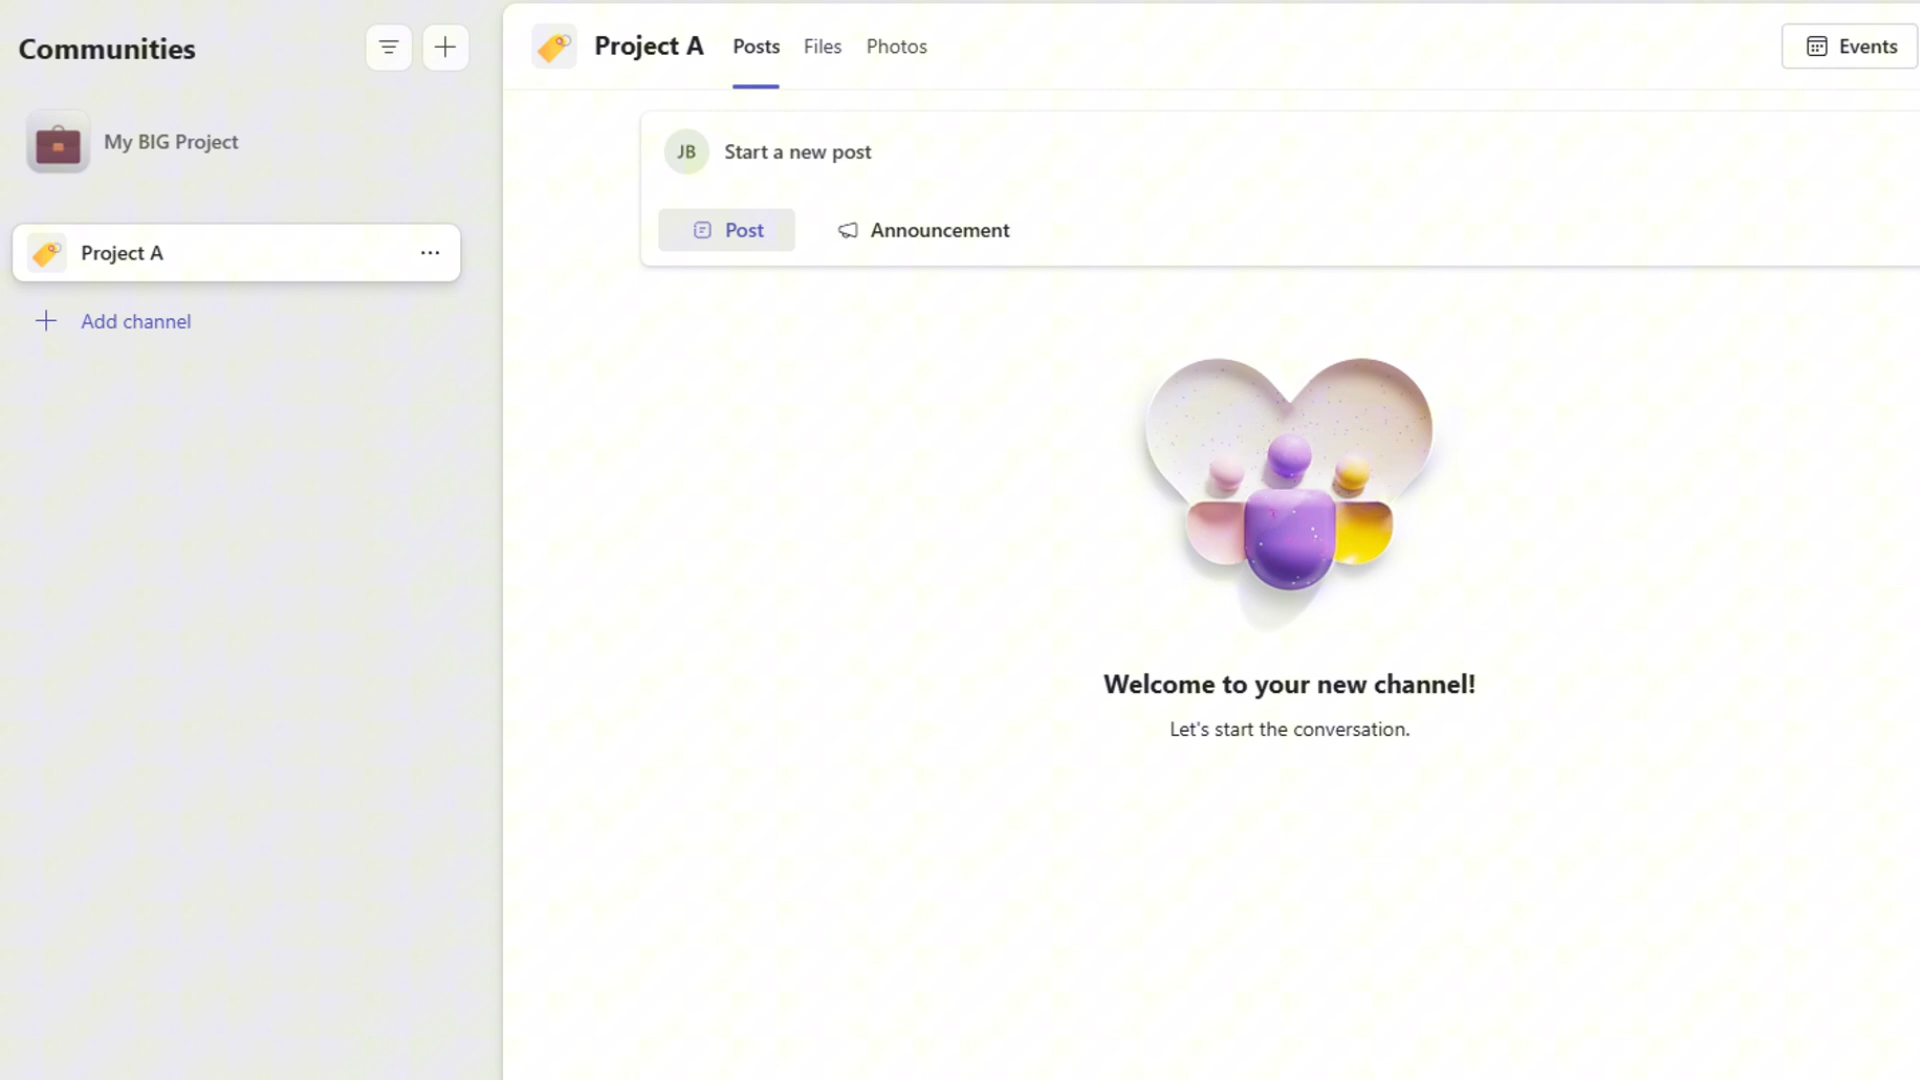 Communities
My BIG Project
Project A
Add channel
Project A
Posts
Files
Photos
Events
JB
Start a new post
Post
Announcement
Welcome to your new channel!
Let's start the conversation.